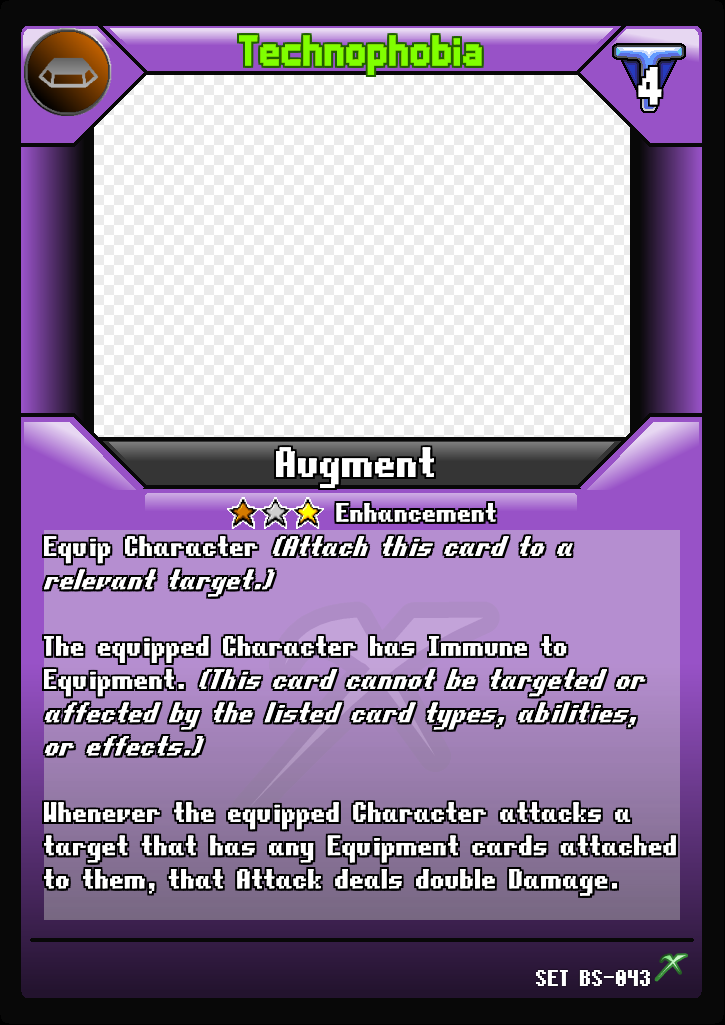 Technophobia
4
Augment
Enhancement
Equip Character (Attach this card to a
relevant target.)
The equipped Character has Immune to
Equipment. (This card cannot be targeted or
affected by the listed card types, abilities,
or effects.)
Whenever the equipped Character attacks a
target that has any Equipment cards attached
to them, that Attack deals double Damage.
SET BS-043